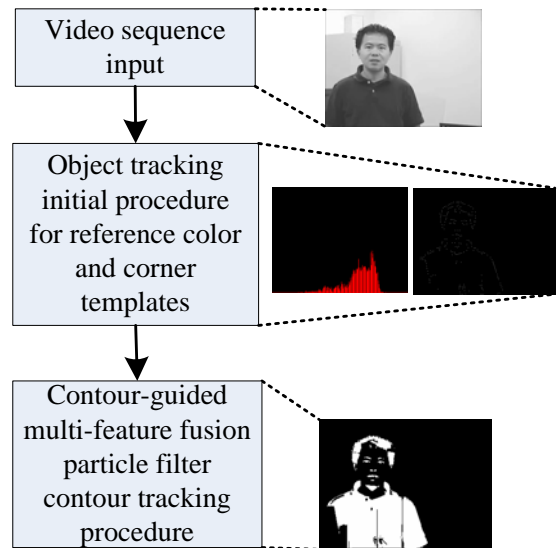 Video sequence
input
Object tracking
initial procedure
for reference color
and corner
templates
Contour-guided
multi-feature fusion
particle filter
contour tracking
procedure